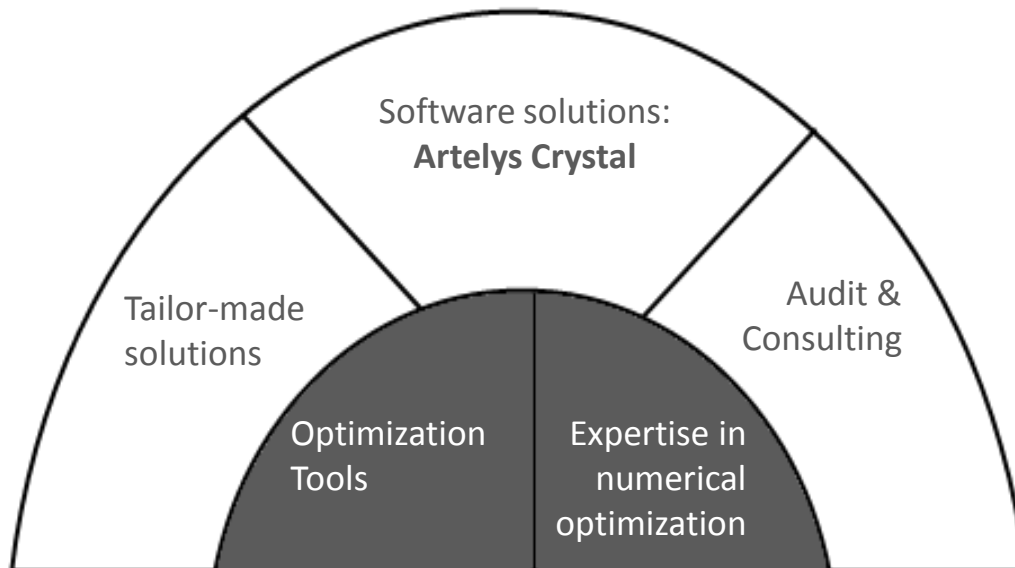 Software solutions:
Artelys Crystal
Tailor-made
solutions
Audit &
Consulting
Optimization
Tools
Expertise in
numerical
optimization